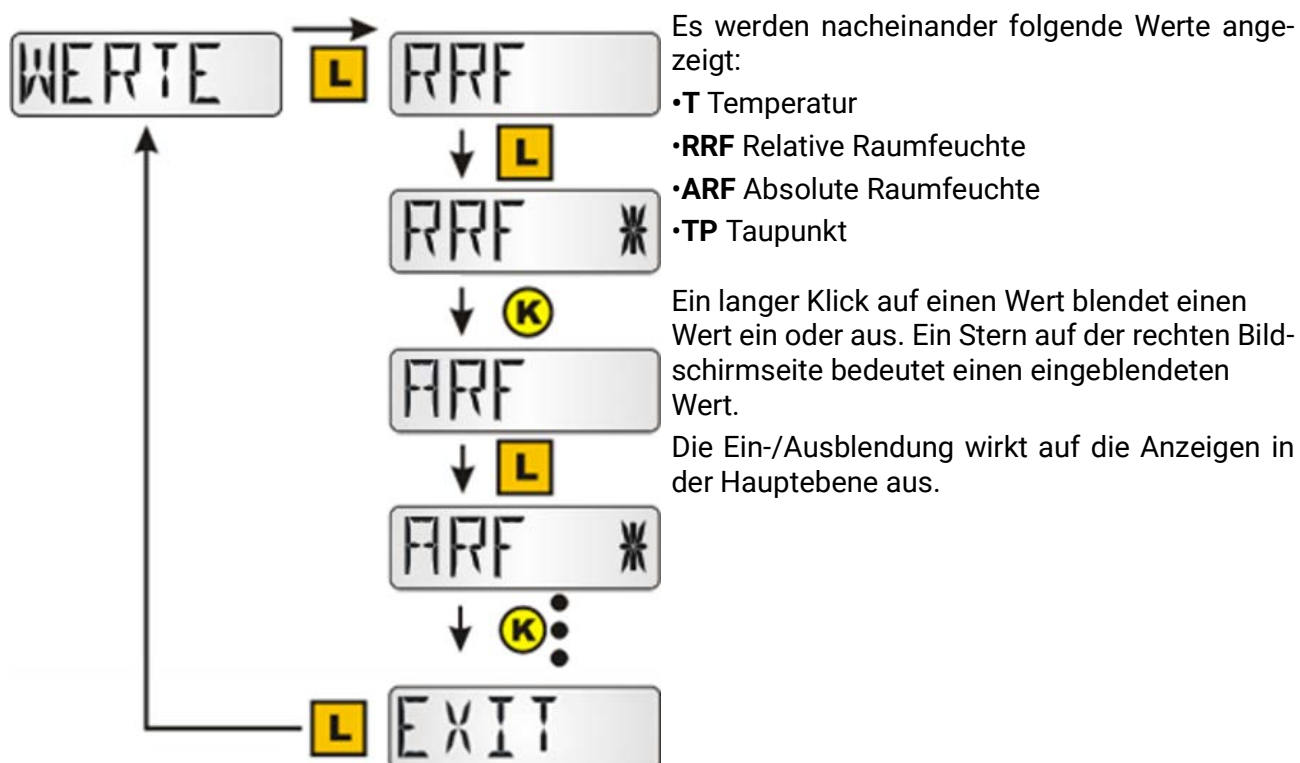 WERTE
L
RRF
L
RRF *
K
ARF
L
ARF *
K
L
EXIT
Es werden nacheinander folgende Werte ange-
zeigt:
•T Temperatur
•RRF Relative Raumfeuchte
•ARF Absolute Raumfeuchte
•TP Taupunkt
Ein langer Klick auf einen Wert blendet einen
Wert ein oder aus. Ein Stern auf der rechten Bild-
schirmseite bedeutet einen eingeblendeten
Wert.
Die Ein-/Ausblendung wirkt auf die Anzeigen in
der Hauptebene aus.